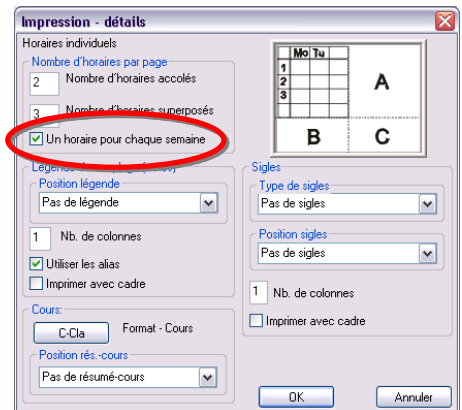 Impression - détails
Horaires individuels
Nombre d'horaires par page
2 Nombre d'horaires accolés
3 Nombre d'horaires superposés
Un horaire pour chaque semaine
Position légende
Pas de légende
1 Nb. de colonnes
Utiliser les alias
Imprimer avec cadre
Cours:
C-Cla Format - Cours
Position rés.-cours
Pas de résumé-cours
Mo Tu
1
2
3
A
B C
Sigles
Type de sigles
Pas de sigles
Position sigles
Pas de sigles
1 Nb. de colonnes
Imprimer avec cadre
OK Annuler